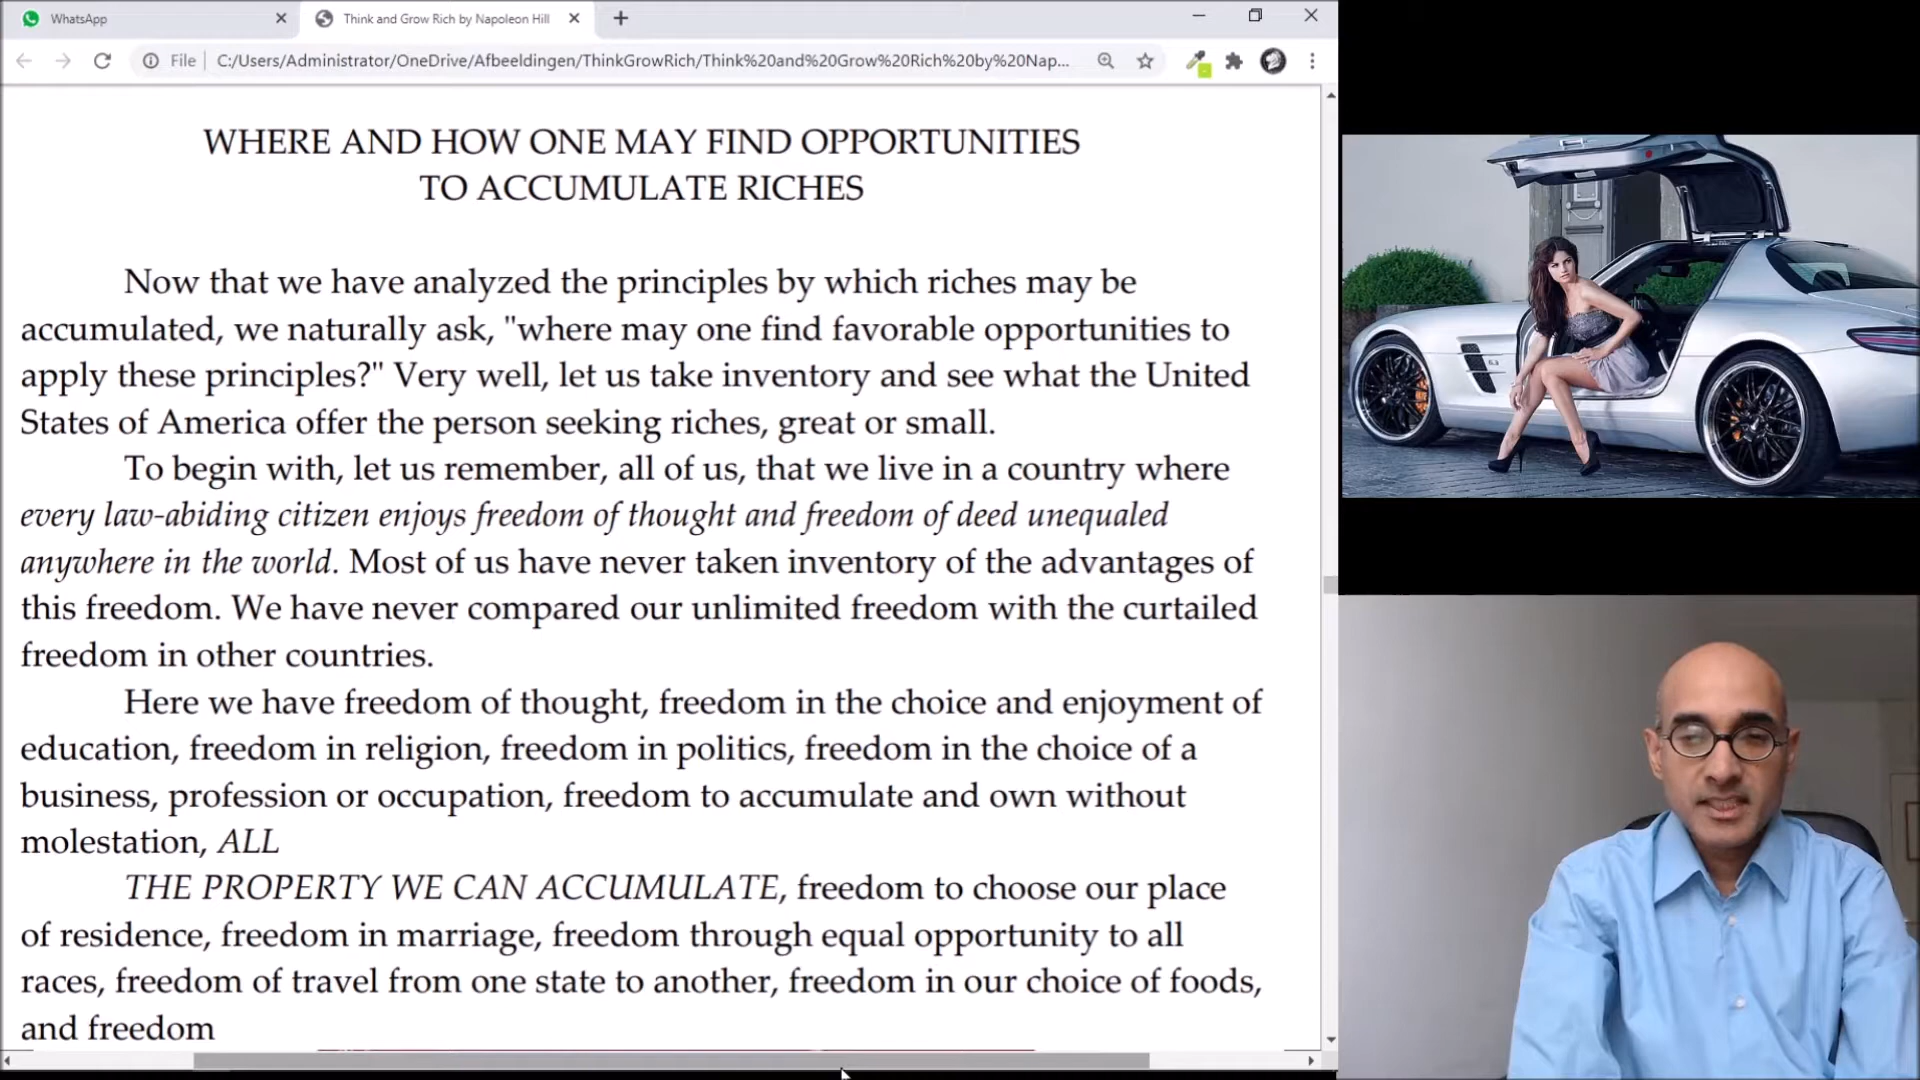 WhatsApp
Think and Grow Rich by Napoleon Hill
File
C:/Users/Administrator/OneDrive/Afbeeldingen/ThinkGrowRich/Think%20and%20Grow%20Rich%20by%20Nap...
WHERE AND HOW ONE MAY FIND OPPORTUNITIES
TO ACCUMULATE RICHES
Now that we have analyzed the principles by which riches may be
accumulated, we naturally ask, "where may one find favorable opportunities to
apply these principles?" Very well, let us take inventory and see what the United
States of America offer the person seeking riches, great or small.
To begin with, let us remember, all of us, that we live in a country where
every law-abiding citizen enjoys freedom of thought and freedom of deed unequaled
anywhere in the world. Most of us have never taken inventory of the advantages of
this freedom. We have never compared our unlimited freedom with the curtailed
freedom in other countries.
Here we have freedom of thought, freedom in the choice and enjoyment of
education, freedom in religion, freedom in politics, freedom in the choice of a
business, profession or occupation, freedom to accumulate and own without
molestation, ALL
THE PROPERTY WE CAN ACCUMULATE, freedom to choose our place
of residence, freedom in marriage, freedom through equal opportunity to all
races, freedom of travel from one state to another, freedom in our choice of foods,
and freedom